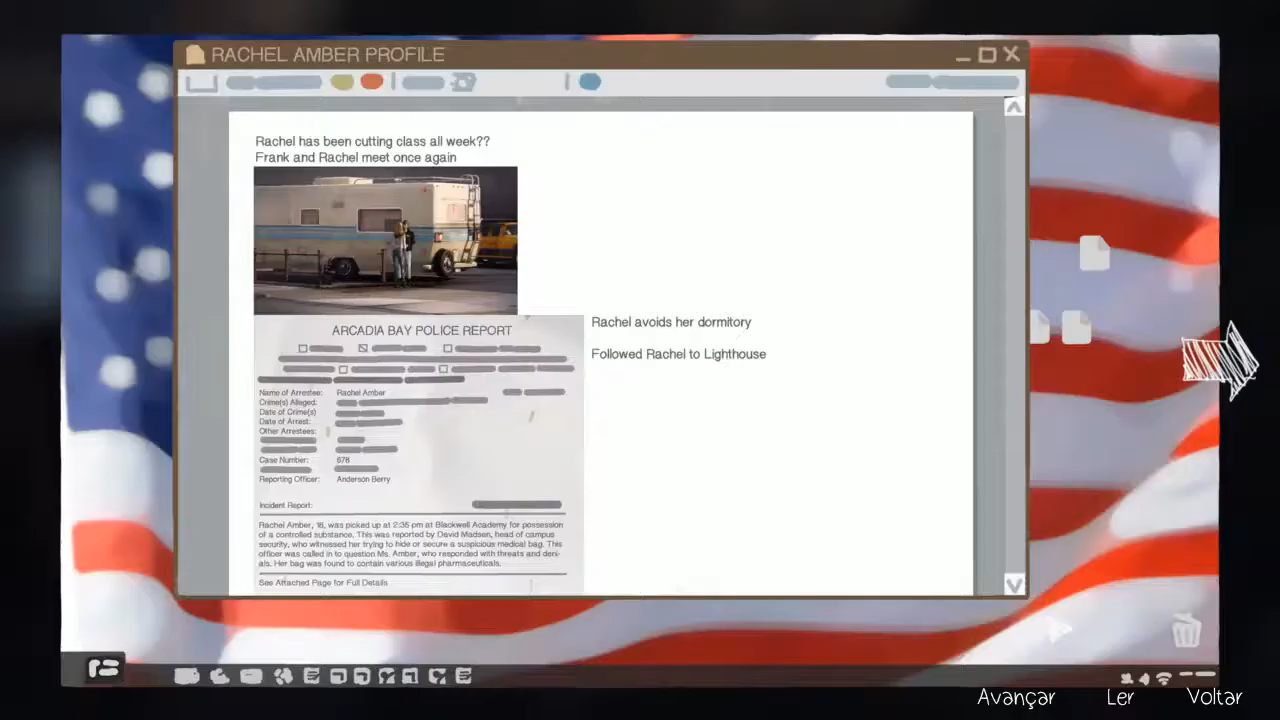 RACHEL AMBER PROFILE
Rachel has been cutting class all week??
Frank and Rachel meet once again
ARCADIA BAY POLICE REPORT
Name of Arrestee: Rachel Amber
Crime(s) Alleged:
Date of Crime(s)
Date of Arrest:
Other Arrestees:
Case Number: 678
Reporting Officer: Anderson Berry
Incident Report:
Rachel Amber, 18, was picked up at 2:35 pm at Blackwell Academy for possession
of a controlled substance. This was reported by David Madsen, head of campus
security, who witnessed her trying to hide or secure a suspicious medical bag. This
officer was called in to question Ms. Amber, who responded with threats and deni-
als. Her bag was found to contain various illegal pharmaceuticals.
See Attached Page for Full Details
Rachel avoids her dormitory
Followed Rachel to Lighthouse
Avançar Ler Voltar